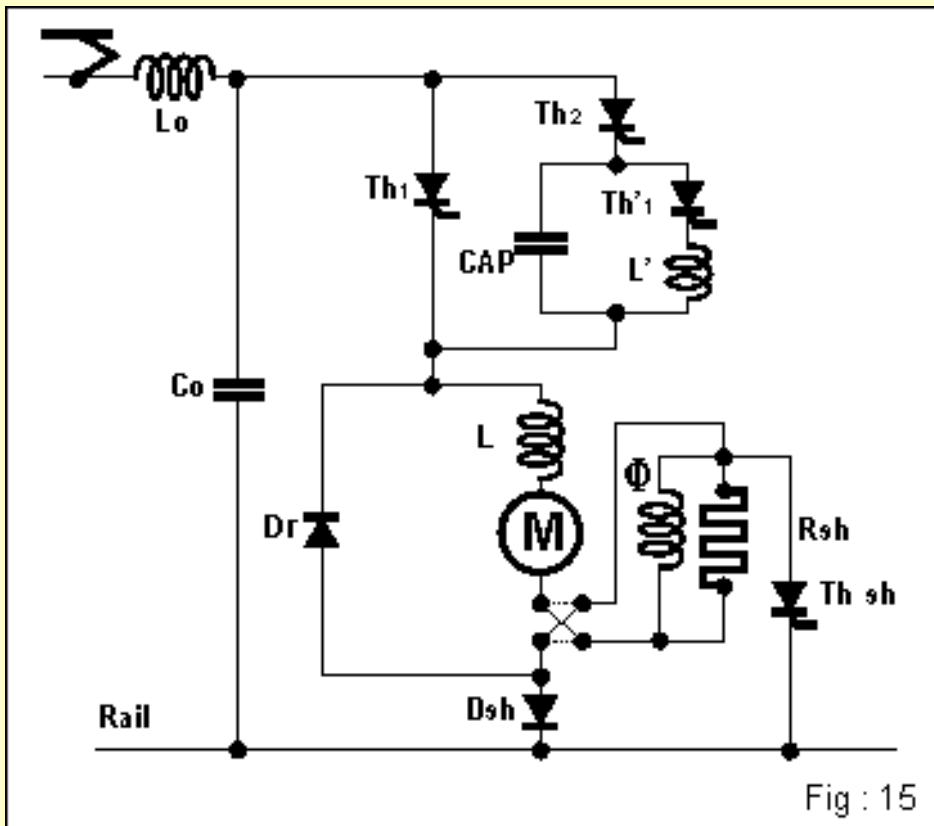 Lo
Th2
Th1
Th'1
CAP
L'
Co
L
Φ
Dr
M
Rsh
Th sh
Rail
Dsh
Fig : 15